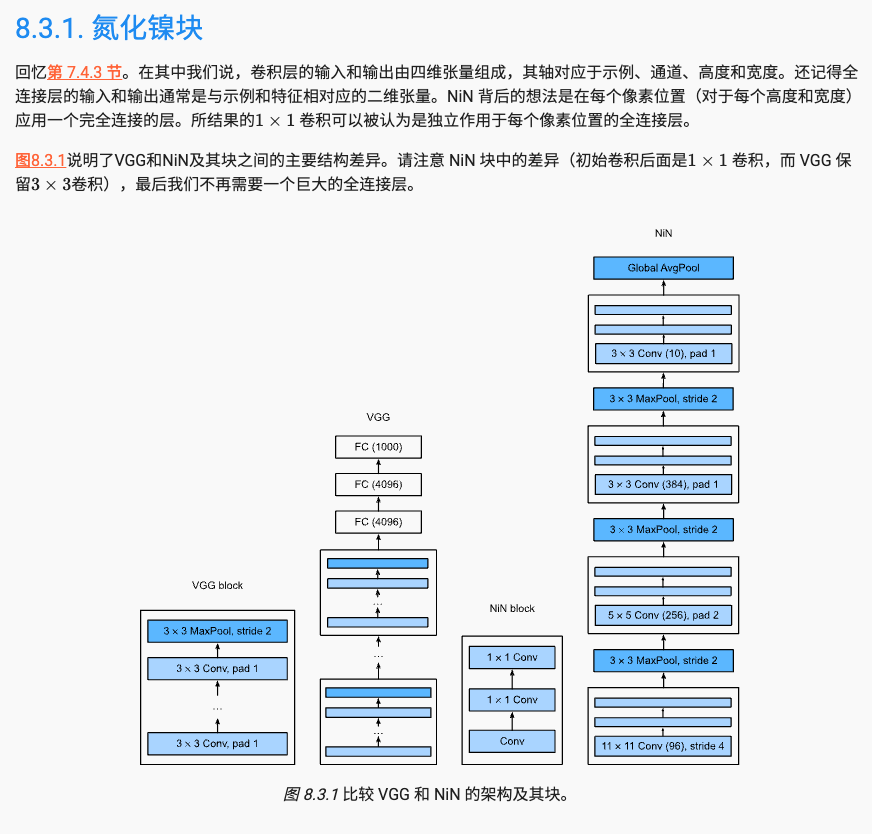 8.3.1. 氮化镍块
回忆第 7.4.3 节。在其中我们说，卷积层的输入和输出由四维张量组成，其轴对应于示例、通道、高度和宽度。还记得全
连接层的输入和输出通常是与示例和特征相对应的二维张量。NiN 背后的想法是在每个像素位置（对于每个高度和宽度）
应用一个完全连接的层。所结果的1 × 1 卷积可以被认为是独立作用于每个像素位置的全连接层。
图8.3.1说明了VGG和NiN及其块之间的主要结构差异。请注意 NiN 块中的差异（初始卷积后面是1 × 1 卷积，而 VGG 保
留3 × 3卷积），最后我们不再需要一个巨大的全连接层。
VGG block
3 × 3 MaxPool, stride 2
3 × 3 Conv, pad 1
...
3 × 3 Conv, pad 1
VGG
FC (1000)
FC (4096)
FC (4096)
...
...
...
NiN block
1 × 1 Conv
1 × 1 Conv
Conv
NiN
Global AvgPool
3 × 3 Conv (10), pad 1
3 × 3 MaxPool, stride 2
3 × 3 Conv (384), pad 1
3 × 3 MaxPool, stride 2
5 × 5 Conv (256), pad 2
3 × 3 MaxPool, stride 2
11 × 11 Conv (96), stride 4
图 8.3.1 比较 VGG 和 NiN 的架构及其块。